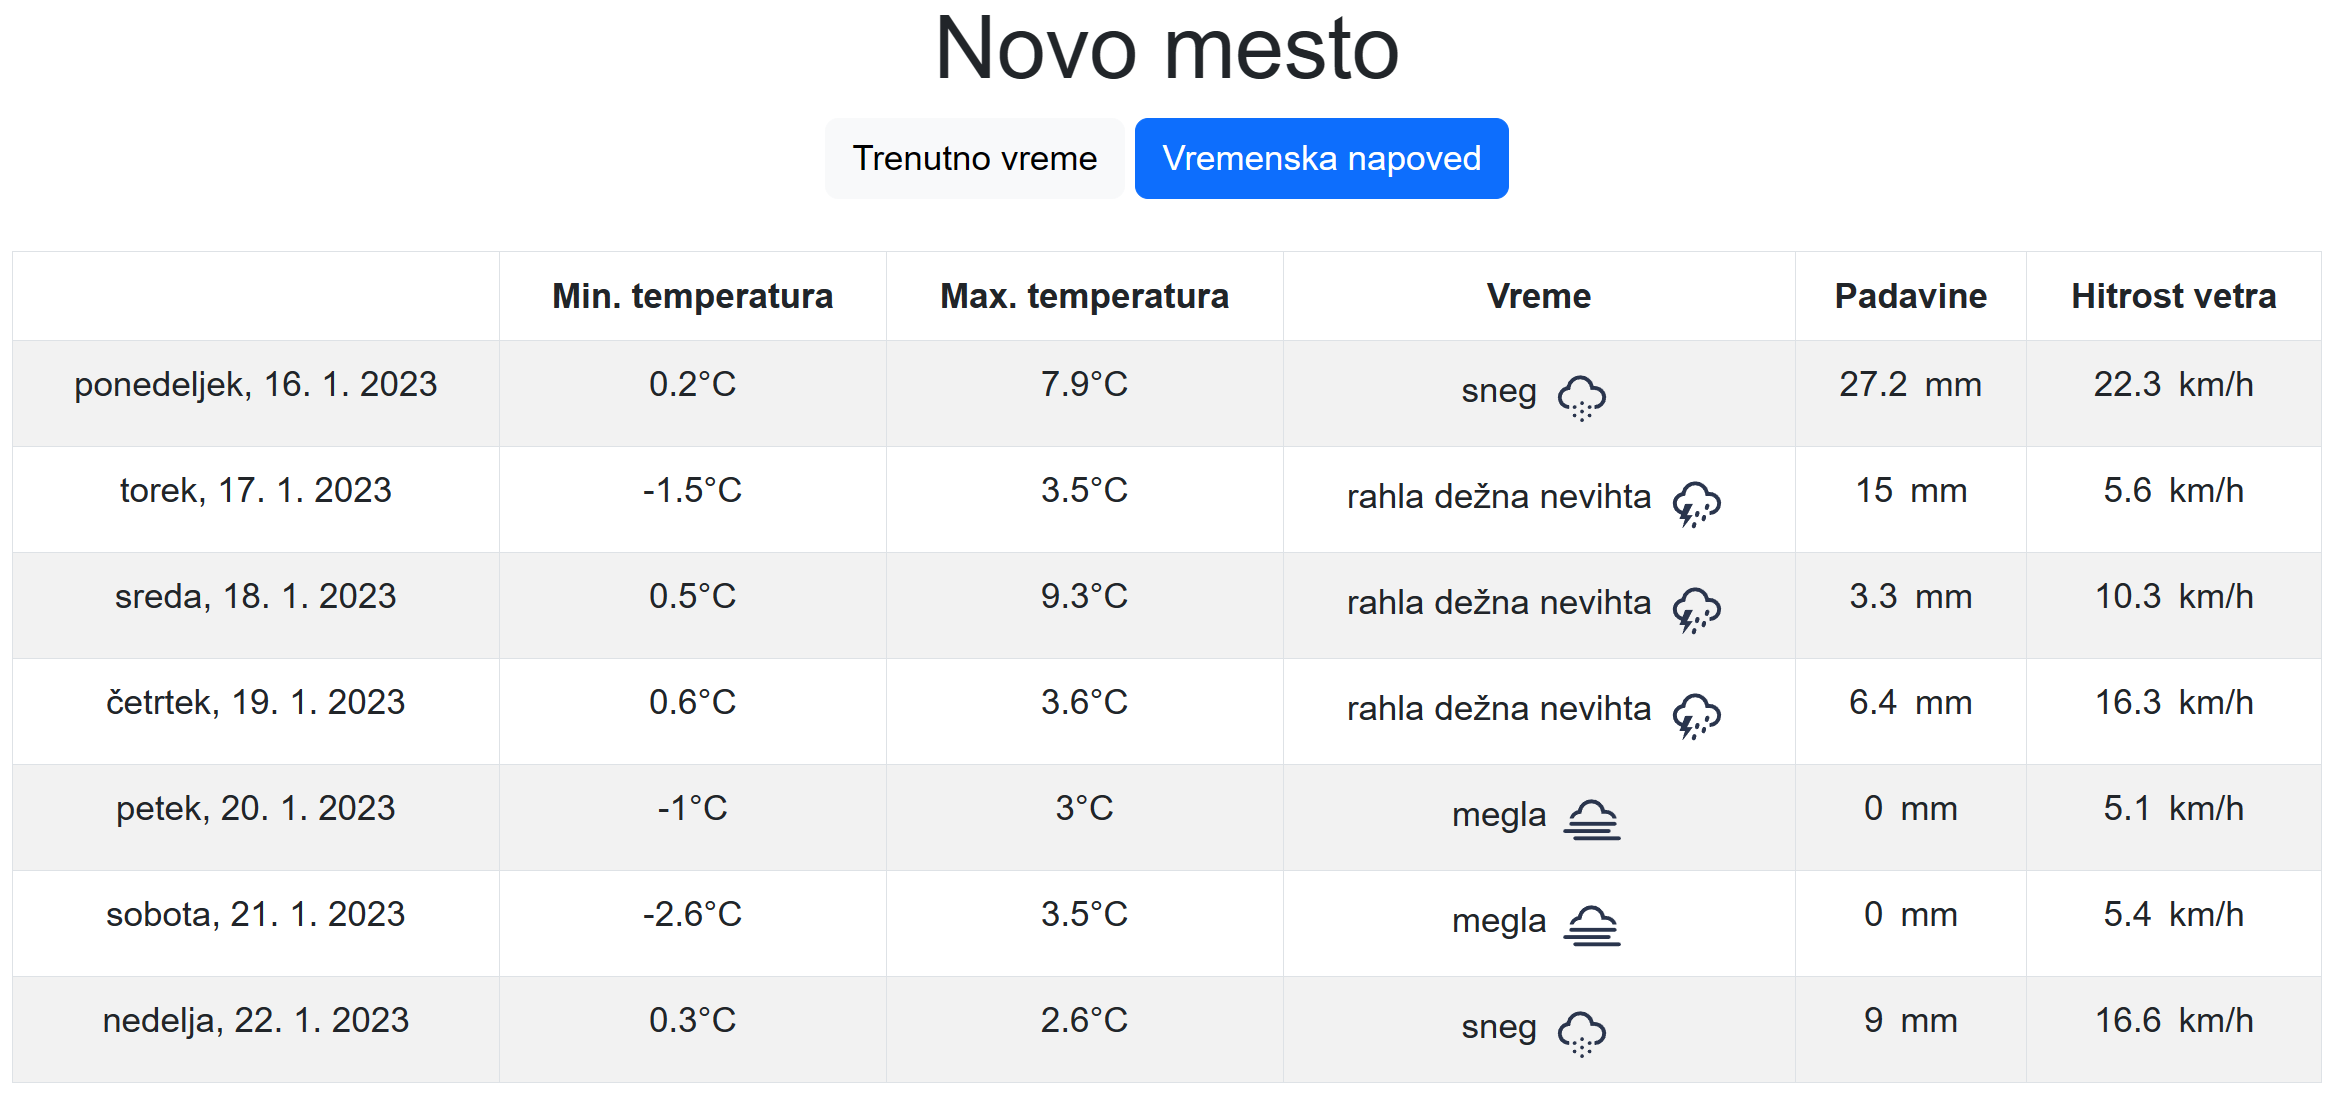 Novo mesto
Trenutno vreme Vremenska napoved
Min. temperatura Max. temperatura Vreme Padavine Hitrost vetra
ponedeljek, 16. 1. 2023 0.2°C 7.9°C sneg 27.2 mm 22.3 km/h
torek, 17. 1. 2023 -1.5°C 3.5°C rahla dežna nevihta 15 mm 5.6 km/h
sreda, 18. 1. 2023 0.5°C 9.3°C rahla dežna nevihta 3.3 mm 10.3 km/h
četrtek, 19. 1. 2023 0.6°C 3.6°C rahla dežna nevihta 6.4 mm 16.3 km/h
petek, 20. 1. 2023 -1°C 3°C megla 0 mm 5.1 km/h
sobota, 21. 1. 2023 -2.6°C 3.5°C megla 0 mm 5.4 km/h
nedelja, 22. 1. 2023 0.3°C 2.6°C sneg 9 mm 16.6 km/h